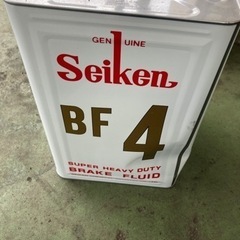 GENUINE
Seiken
BF 4
SUPER HEAVY DUTY
BRAKE FLUID